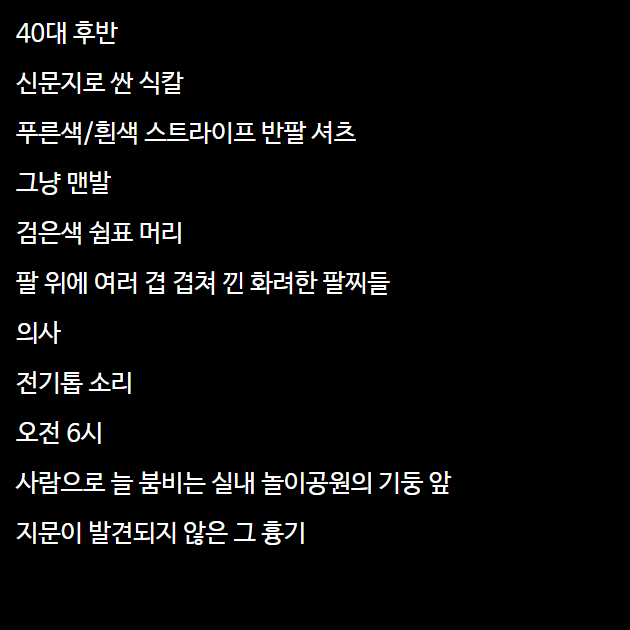 40대 후반
신문지로 싼 식칼
푸른색/흰색 스트라이프 반팔 셔츠
그냥 맨발
검은색 쉼표 머리
팔 위에 여러 겹 겹쳐 낀 화려한 팔찌들
의사
전기톱 소리
오전 6시
사람으로 늘 붐비는 실내 놀이공원의 기둥 앞
지문이 발견되지 않은 그 흉기